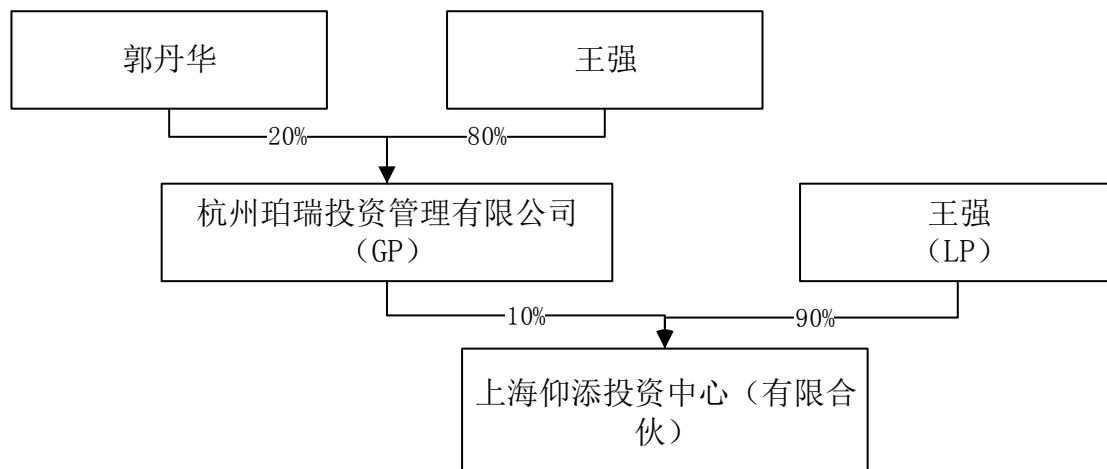 郭丹华
王强
20%
80%
杭州珀瑞投资管理有限公司
（GP）
王强
（LP）
10%
90%
上海仰添投资中心（有限合
伙）